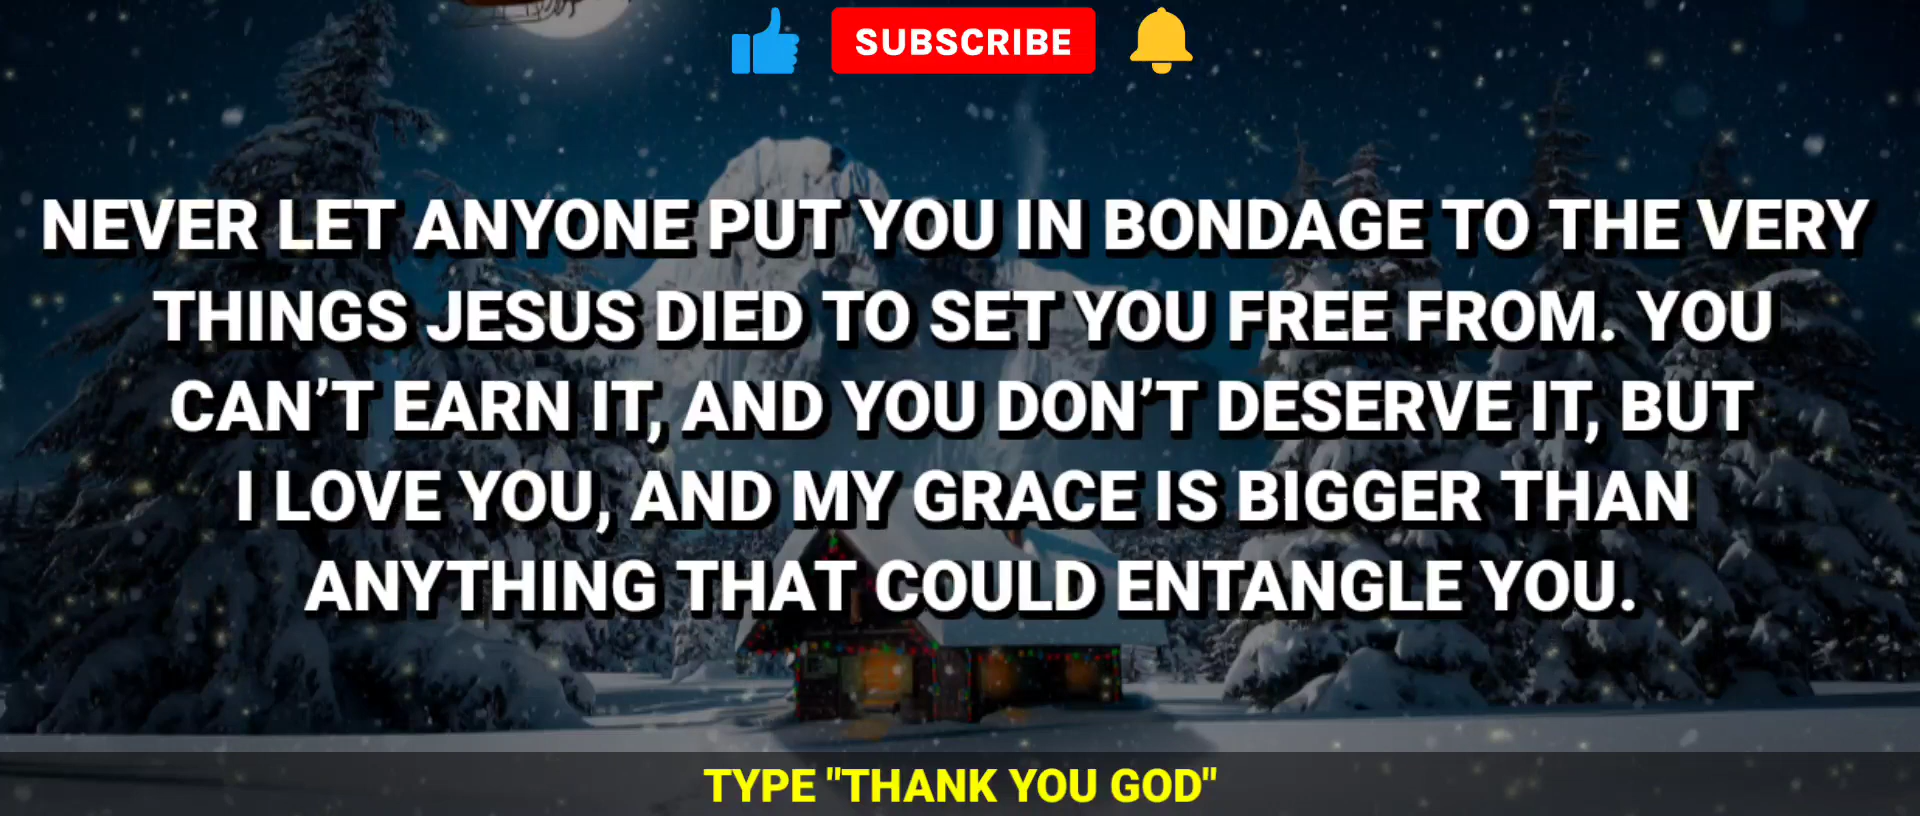 SUBSCRIBE
NEVER LET ANYONE PUT YOU IN BONDAGE TO THE VERY
THINGS JESUS DIED TO SET YOU FREE FROM. YOU
CAN’T EARN IT, AND YOU DON’T DESERVE IT, BUT
I LOVE YOU, AND MY GRACE IS BIGGER THAN
ANYTHING THAT COULD ENTANGLE YOU.
TYPE "THANK YOU GOD"